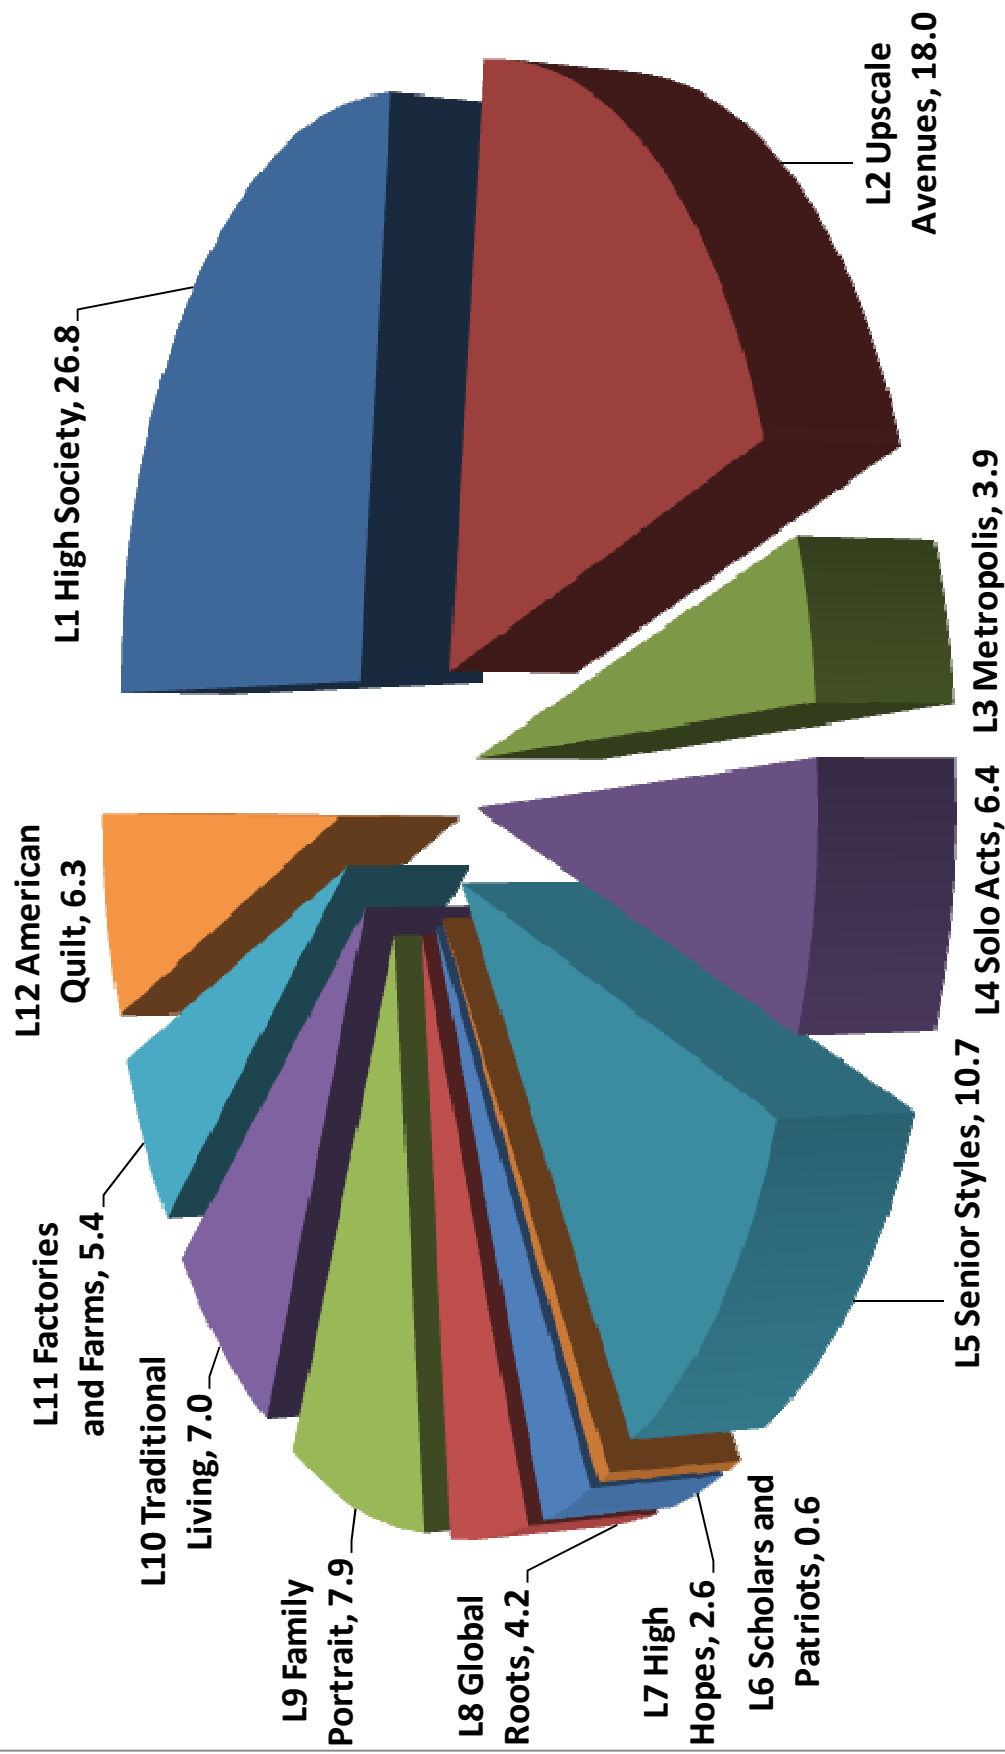 L1 High Society, 26.8
L2 Upscale
Avenues, 18.0
L3 Metropolis, 3.9
L4 Solo Acts, 6.4
L5 Senior Styles, 10.7
L6 Scholars and
Patriots, 0.6
L7 High
Hopes, 2.6
L8 Global
Roots, 4.2
L9 Family
Portrait, 7.9
L10 Traditional
Living, 7.0
L11 Factories
and Farms, 5.4
L12 American
Quilt, 6.3